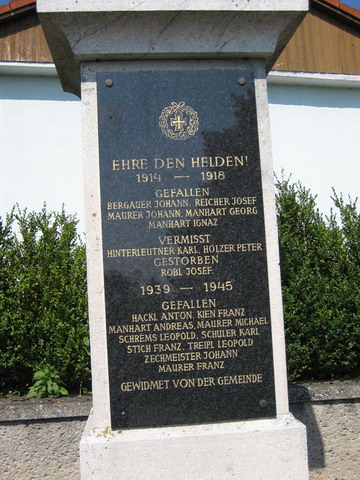 EHRE DEN HELDEN!
1914 — 1918
GEFALLEN
BERGAUER JOHANN, REICHER JOSEF
MAURER JOHANN, MANHART GEORG
MANHART IGNAZ
VERMISST
HINTERLEUTNER KARL, HOLZER PETER
GESTORBEN
ROBL JOSEF.
1939 — 1945
GEFALLEN
HACKL ANTON, KIEN FRANZ
MANHART ANDREAS, MAURER MICHAEL
SCHREMS LEOPOLD, SCHULER KARL
STICH FRANZ, TREIPL LEOPOLD
ZECHMEISTER JOHANN
MAURER FRANZ
GEWIDMET VON DER GEMEINDE